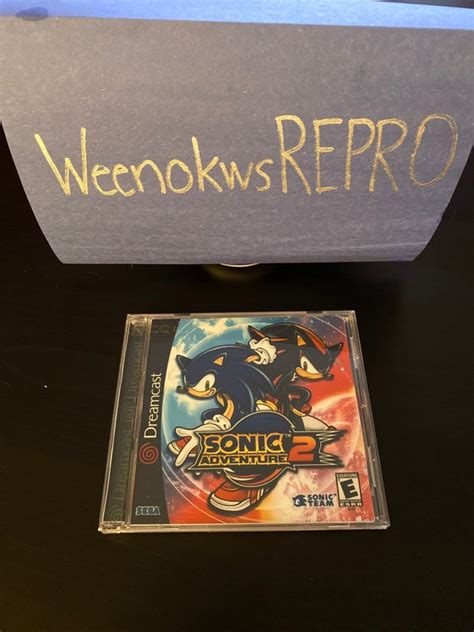 WeenokwsREPRO
Dreamcast
SONIC
ADVENTURE 2
SEGA
SONIC
TEAM
EVERYONE
E
ESRB